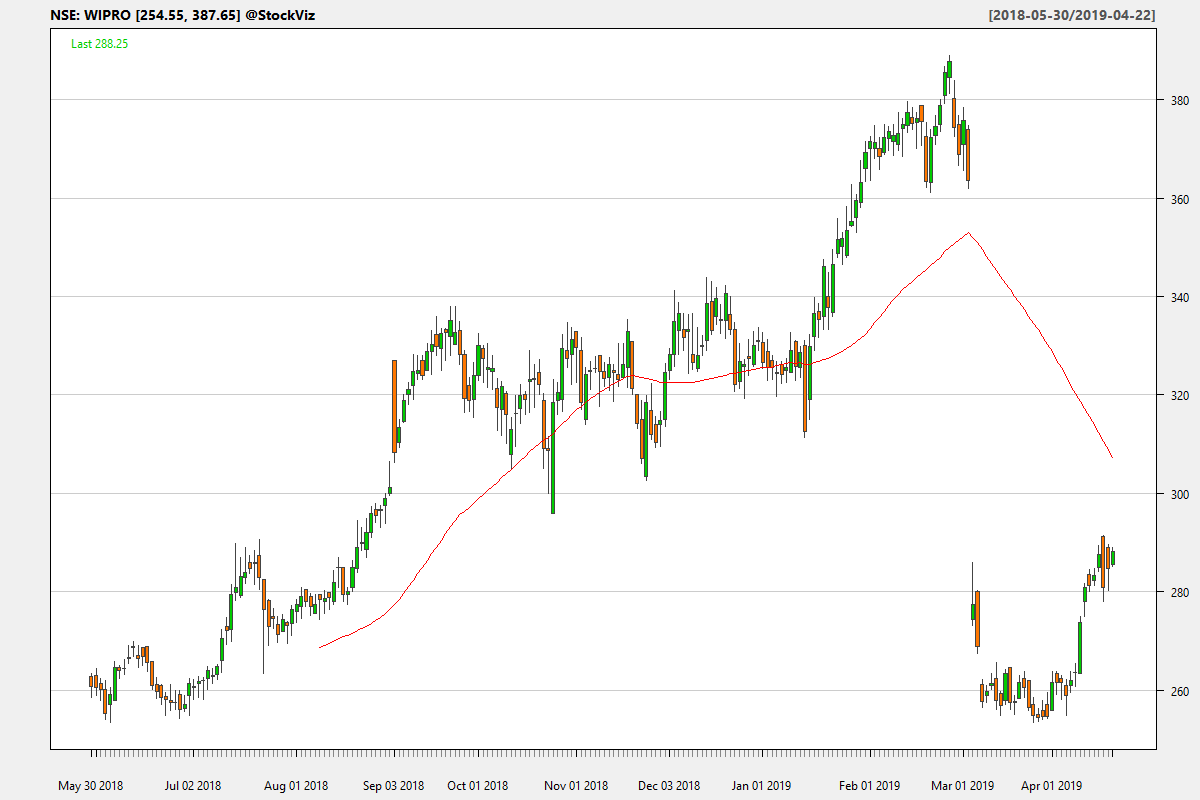 NSE: WIPRO [254.55, 387.65] @StockViz
[2018-05-30/2019-04-22]
Last 288.25
380
360
340
320
300
280
260
May 30 2018 Jul 02 2018 Aug 01 2018 Sep 03 2018 Oct 01 2018 Nov 01 2018 Dec 03 2018 Jan 01 2019 Feb 01 2019 Mar 01 2019 Apr 01 2019